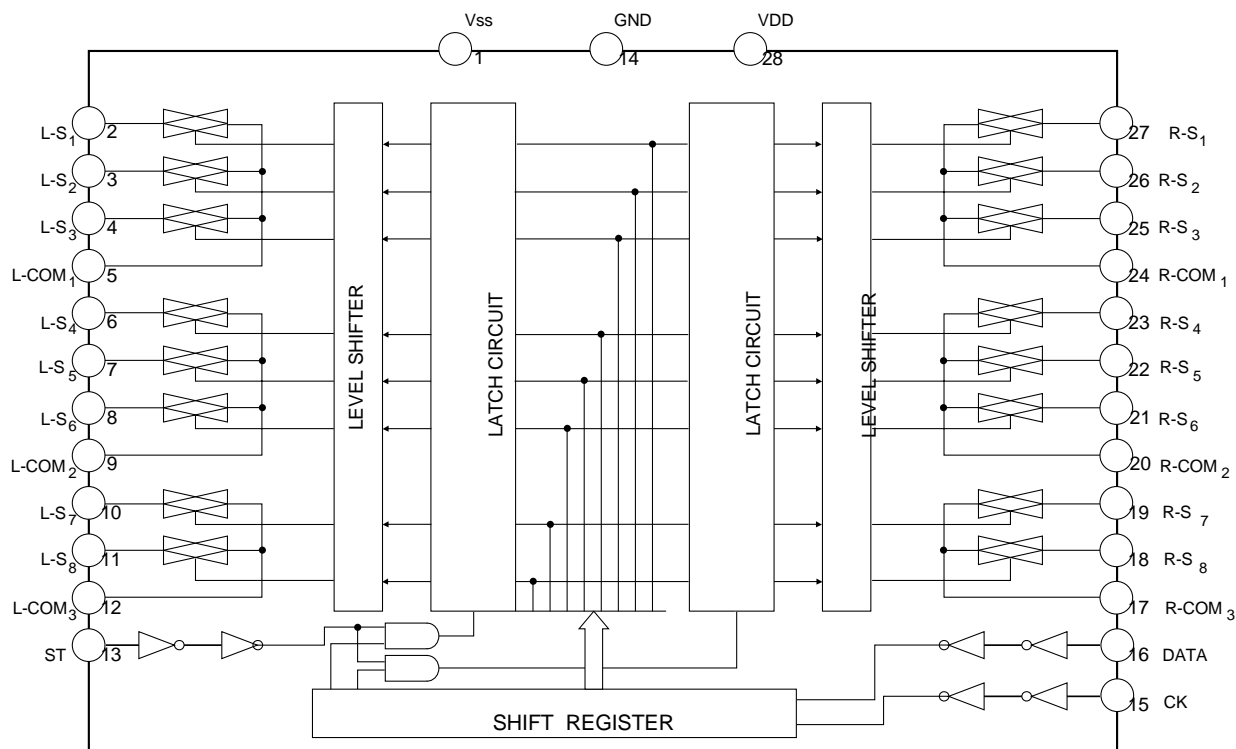 Vss GND VDD
1 14 28
L-S1 2
L-S2 3
L-S3 4
L-COM1 5
L-S4 6
L-S5 7
L-S6 8
L-COM2 9
L-S7 10
L-S8 11
L-COM3 12
ST 13
LEVEL SHIFTER
LATCH CIRCUIT
LATCH CIRCUIT
LEVEL SHIFTER
27 R-S1
26 R-S2
25 R-S3
24 R-COM1
23 R-S4
22 R-S5
21 R-S6
20 R-COM2
19 R-S7
18 R-S8
17 R-COM3
16 DATA
15 CK
SHIFT REGISTER